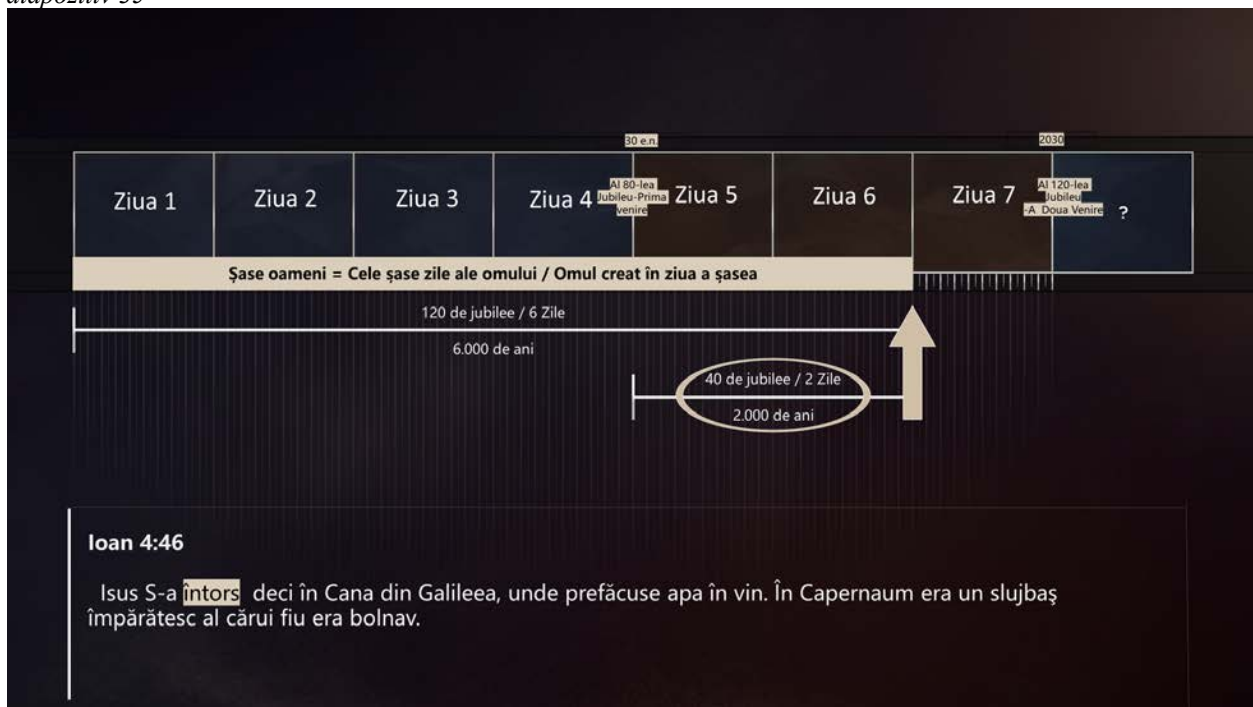 diapozitiv 35
30 e.n.
2030
Ziua 1
Ziua 2
Ziua 3
Ziua 4
Al 80-lea
Jubileu-Prima
venire
Ziua 5
Ziua 6
Ziua 7
Al 120-lea
Jubileu
-A Doua Venire
?
Șase oameni = Cele șase zile ale omului / Omul creat în ziua a șasea
120 de jubilee / 6 Zile
6.000 de ani
40 de jubilee / 2 Zile
2.000 de ani
Ioan 4:46
Isus S-a întors deci în Cana din Galileea, unde prefăcuse apa în vin. În Capernaum era un slujbaş
împărătesc al cărui fiu era bolnav.